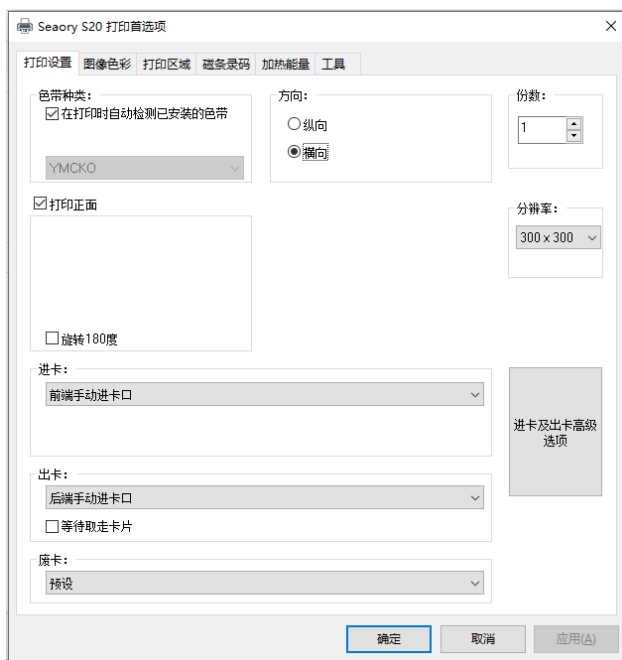 Seaory S20 打印首选项
打印设置 图像色彩 打印区域 磁条录码 加热能量 工具
色带种类：
在打印时自动检测已安装的色带
YMCKO
方向：
纵向
横向
份数：
1
打印正面
旋转180度
分辨率：
300 x 300
进卡：
前端手动进卡口
进卡及出卡高级
选项
出卡：
后端手动进卡口
等待取走卡片
废卡：
预设
确定 取消 应用(A)